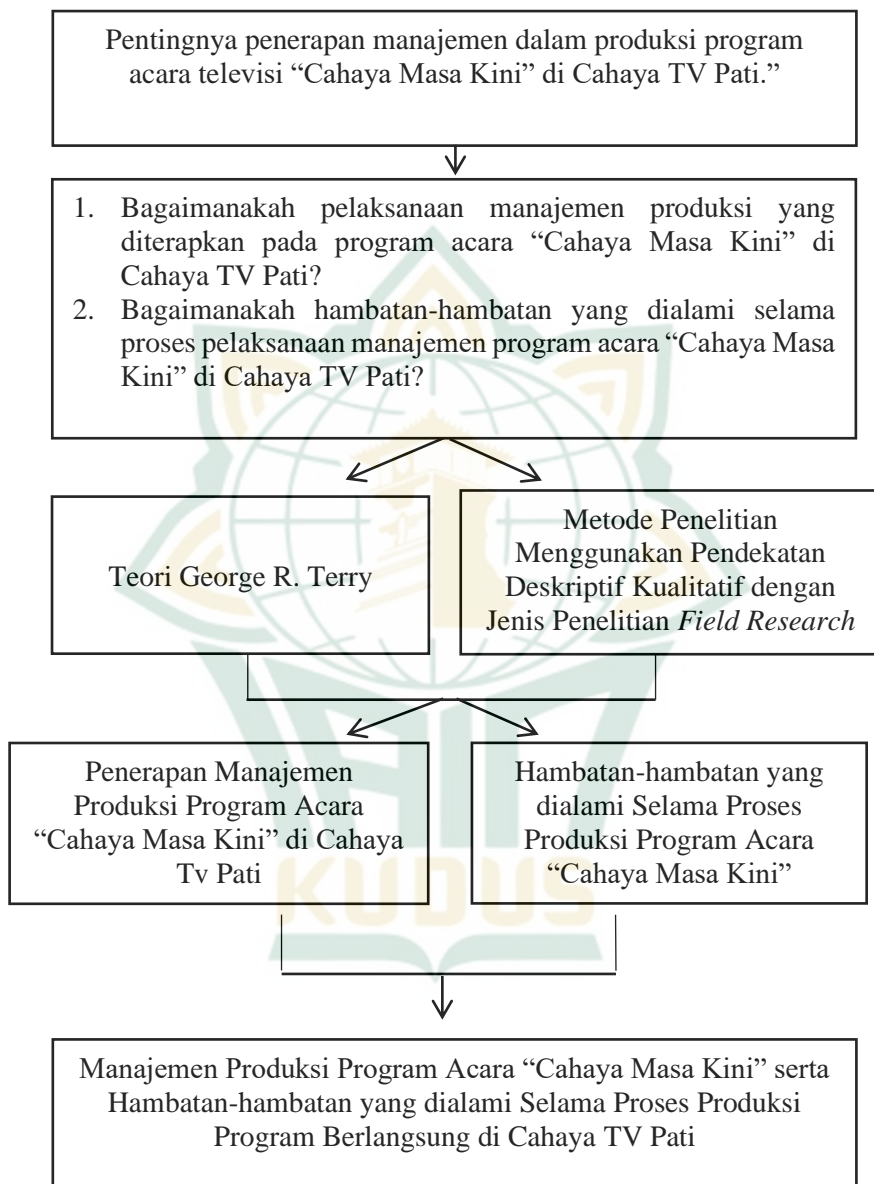 Pentingnya penerapan manajemen dalam produksi program
acara televisi “Cahaya Masa Kini” di Cahaya TV Pati.”
1. Bagaimanakah pelaksanaan manajemen produksi yang
diterapkan pada program acara “Cahaya Masa Kini” di
Cahaya TV Pati?
2. Bagaimanakah hambatan-hambatan yang dialami selama
proses pelaksanaan manajemen program acara “Cahaya Masa
Kini” di Cahaya TV Pati?
Teori George R. Terry
Metode Penelitian
Menggunakan Pendekatan
Deskriptif Kualitatif dengan
Jenis Penelitian Field Research
Penerapan Manajemen
Produksi Program Acara
“Cahaya Masa Kini” di Cahaya
Tv Pati
Hambatan-hambatan yang
dialami Selama Proses
Produksi Program Acara
“Cahaya Masa Kini”
KUDUS
Manajemen Produksi Program Acara “Cahaya Masa Kini” serta
Hambatan-hambatan yang dialami Selama Proses Produksi
Program Berlangsung di Cahaya TV Pati